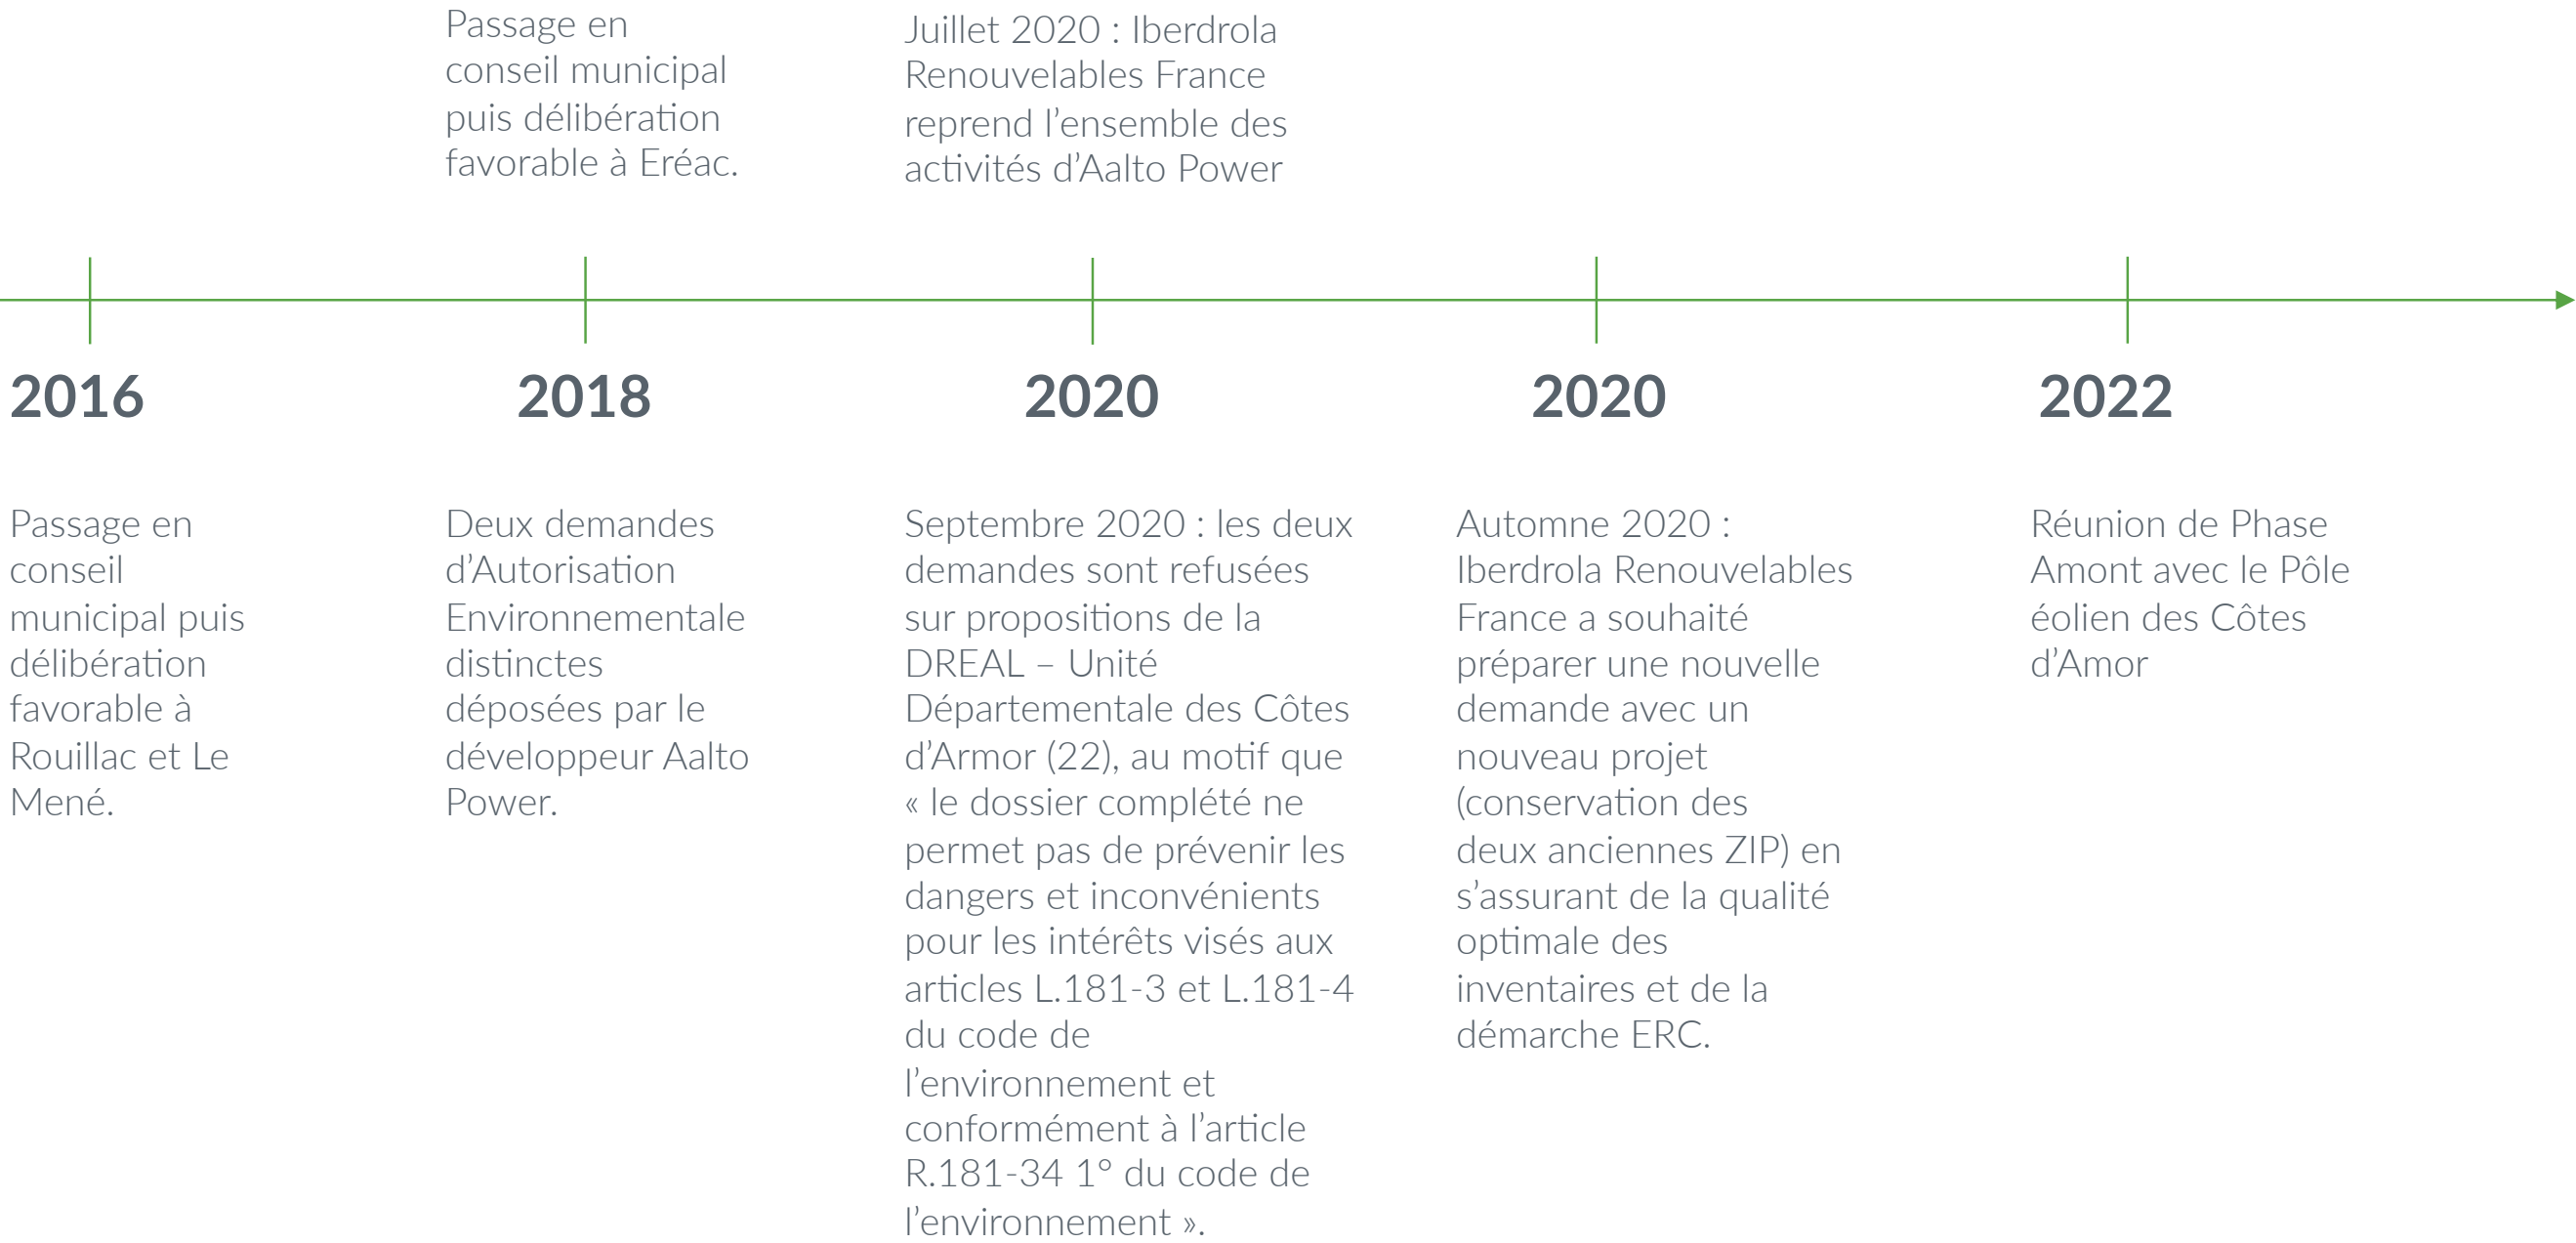 Passage en
conseil municipal
puis délibération
favorable à Eréac.
Juillet 2020 : Iberdrola
Renouvelables France
reprend l’ensemble des
activités d’Aalto Power
2016
2018
2020
2020
2022
Passage en
conseil
municipal puis
délibération
favorable à
Rouillac et Le
Mené.
Deux demandes
d’Autorisation
Environnementale
distinctes
déposées par le
développeur Aalto
Power.
Septembre 2020 : les deux
demandes sont refusées
sur propositions de la
DREAL – Unité
Départementale des Côtes
d’Armor (22), au motif que
« le dossier complété ne
permet pas de prévenir les
dangers et inconvénients
pour les intérêts visés aux
articles L.181-3 et L.181-4
du code de
l’environnement et
conformément à l’article
R.181-34 1° du code de
l’environnement ».
Automne 2020 :
Iberdrola Renouvelables
France a souhaité
préparer une nouvelle
demande avec un
nouveau projet
(conservation des
deux anciennes ZIP) en
s’assurant de la qualité
optimale des
inventaires et de la
démarche ERC.
Réunion de Phase
Amont avec le Pôle
éolien des Côtes
d’Amor